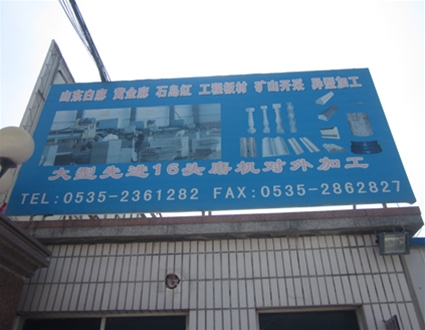 山东白麻 黄金麻 石岛红 工程板材 矿山开采 异型加工
大型先进16头磨机对外加工
TEL:0535-2361282 FAX:0535-2862827